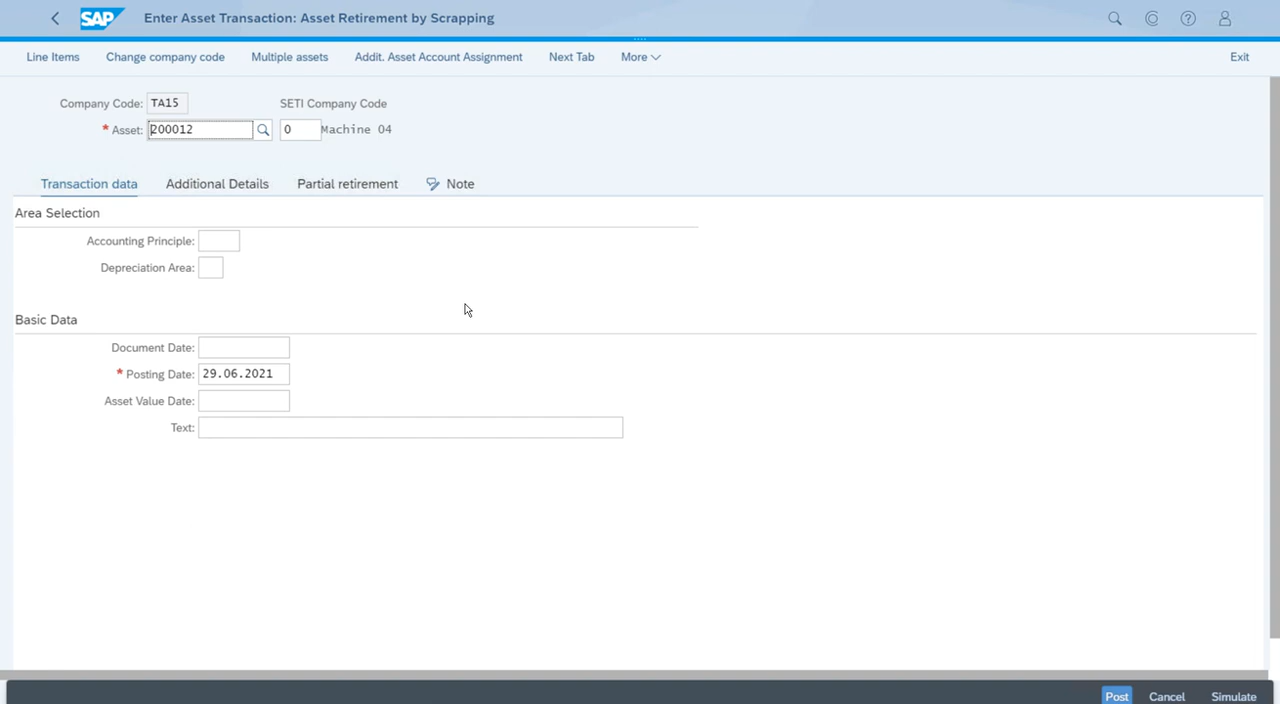 SAP Enter Asset Transaction: Asset Retirement by Scrapping
Line Items Change company code Multiple assets Addit. Asset Account Assignment Next Tab More Exit
Company Code: TA15 SETI Company Code
* Asset: 200012 0 Machine 04
Transaction data Additional Details Partial retirement Note
Area Selection
Accounting Principle:
Depreciation Area:
Basic Data
Document Date:
* Posting Date: 29.06.2021
Asset Value Date:
Text:
Post Cancel Simulate